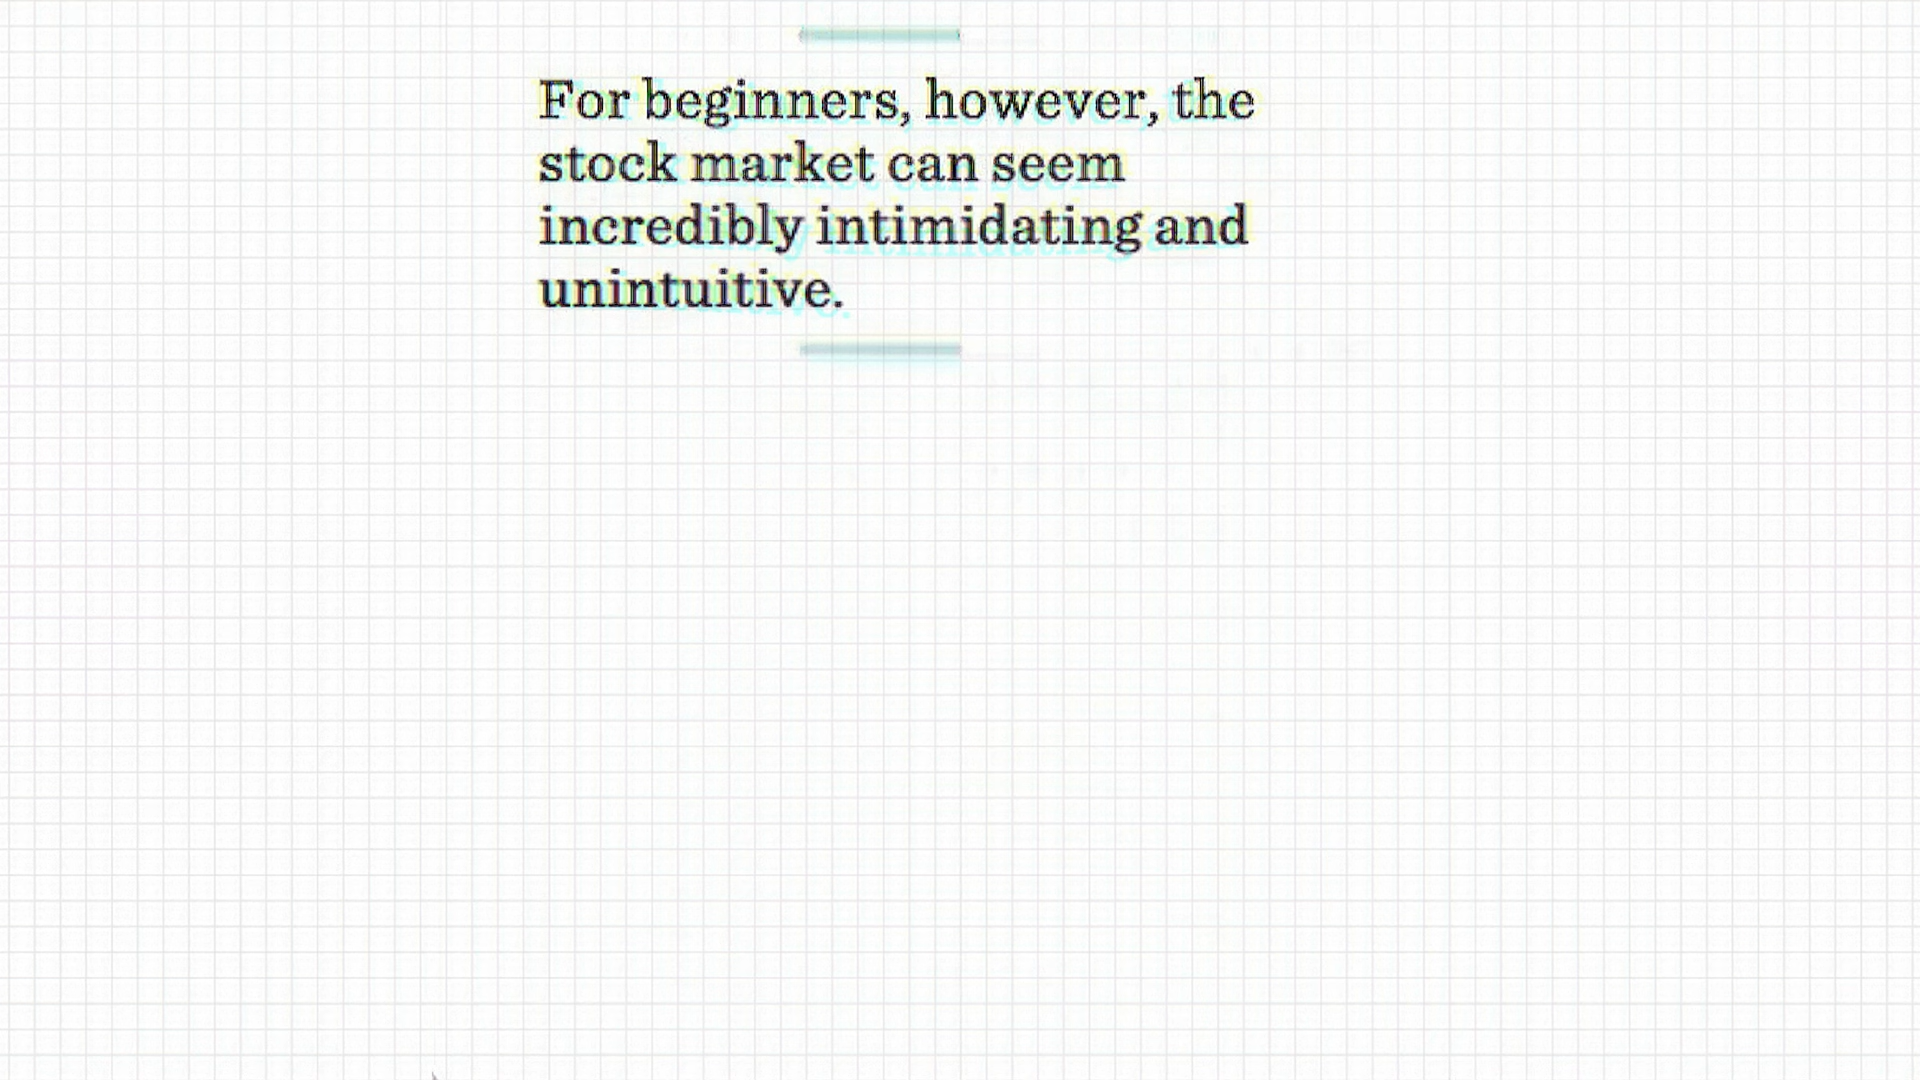 For beginners, however, the
stock market can seem
incredibly intimidating and
unintuitive.